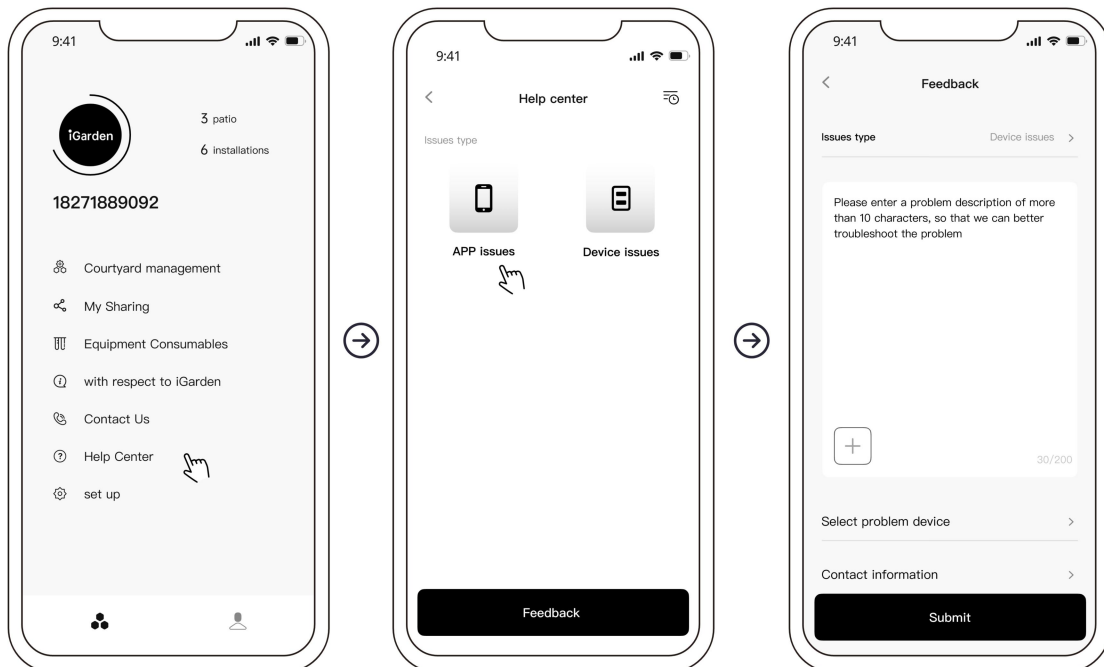 9:41
iGarden
3 patio
6 installations
18271889092
Courtyard management
My Sharing
Equipment Consumables
with respect to iGarden
Contact Us
Help Center
set up
9:41
Help center
Issues type
APP issues
Device issues
Feedback
9:41
Feedback
Issues type
Device issues
Please enter a problem description of more
than 10 characters, so that we can better
troubleshoot the problem
30/200
Select problem device
Contact information
Submit